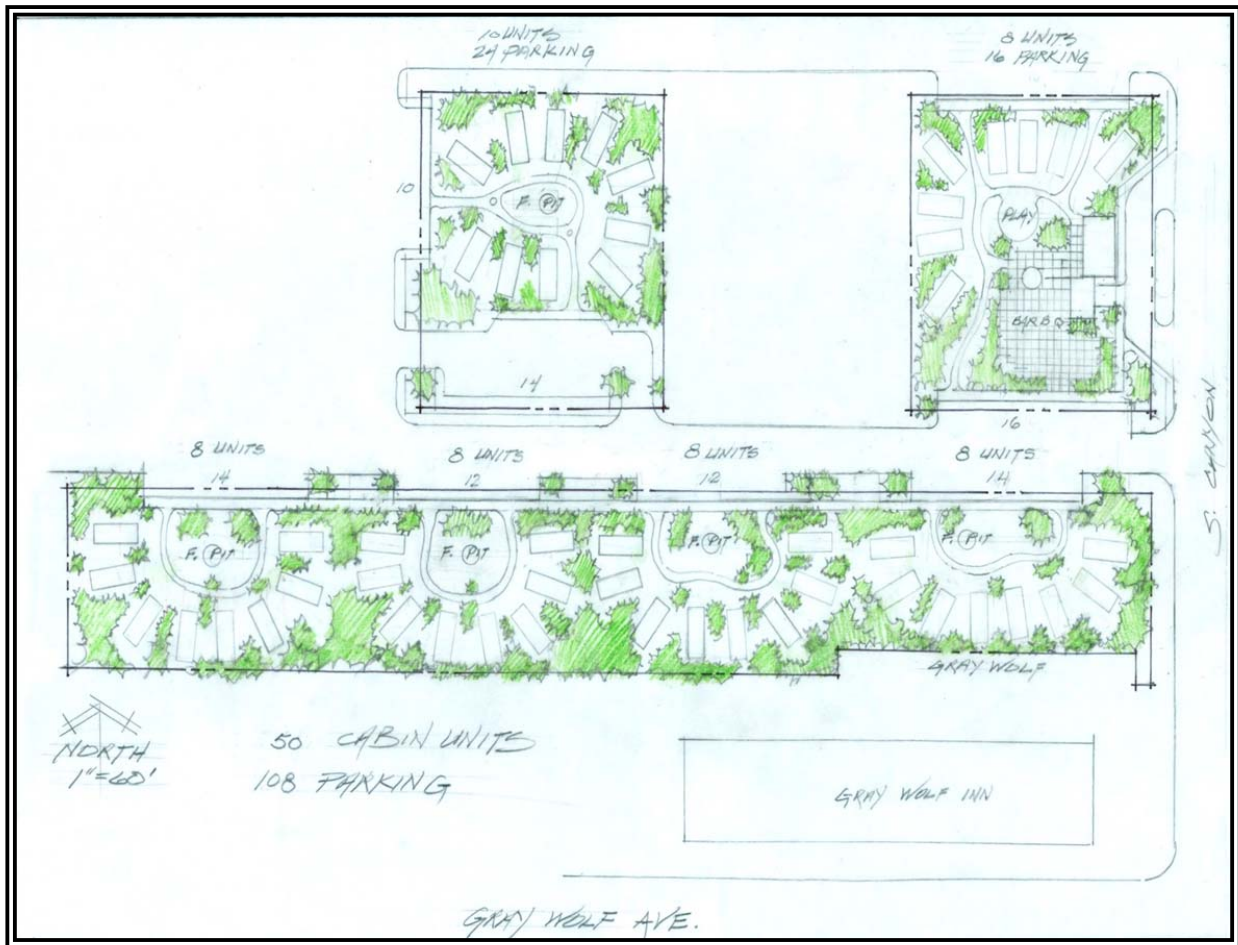 10 UNITS
24 PARKING
8 UNITS
16 PARKING
10
F. PIT
PLAY
BARBQ
14
16
S. CANYON
8 UNITS
14
8 UNITS
12
8 UNITS
12
8 UNITS
14
F. PIT
F. PIT
F. PIT
F. PIT
GRAY WOLF
NORTH
1"=60'
50 CABIN UNITS
108 PARKING
GRAY WOLF INN
GRAY WOLF AVE.